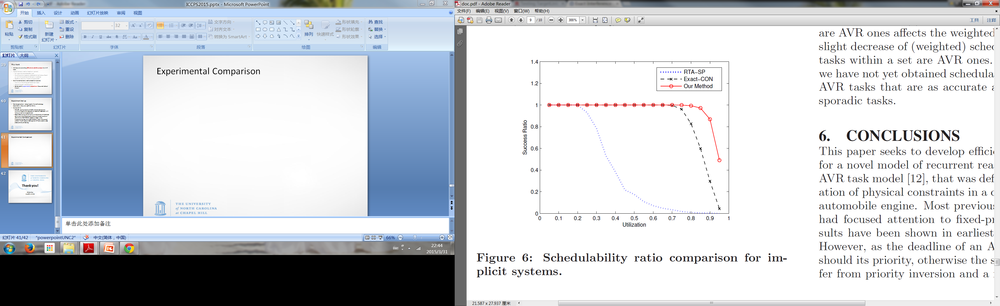 ICCPS2015.pptx - Microsoft PowerPoint
开始 插入 设计 动画 幻灯片放映 审阅 视图
粘贴
剪切
复制
格式刷
剪贴板
新建
幻灯片
版式
重设
删除
幻灯片
32
B I U abc S AV Aa A
字体
文字方向
对齐文本
转换为 SmartArt
段落
排列
快速样式
形状填充
形状轮廓
形状效果
绘图
查找
替换
选择
编辑
幻灯片 大纲
39
This Work
40
Experiment Set Up
41
Experimental Comparison
42
THE UNIVERSITY
of NORTH CAROLINA
at CHAPEL HILL
Thank you!
Experimental Comparison
THE UNIVERSITY
of NORTH CAROLINA
at CHAPEL HILL
单击此处添加备注
幻灯片 41/42 "powerpointUNC2" 中文(简体，中国) 66%
22:44
2015/3/31
doc.pdf - Adobe Reader
文件(F) 编辑(E) 视图(V) 窗口(W) 帮助(H)
9 / 10 300% 工具 注释
1.4
1.2
1
0.8
0.6
0.4
0.2
0
Success Ratio
RTA−SP
Exact−CON
Our Method
0 0.1 0.2 0.3 0.4 0.5 0.6 0.7 0.8 0.9 1
Utilization
Figure 6: Schedulability ratio comparison for im-
plicit systems.
are AVR ones affects the weighted
slight decrease of (weighted) sched
tasks within a set are AVR ones.
we have not yet obtained schedula
AVR tasks that are as accurate a
sporadic tasks.
6. CONCLUSIONS
This paper seeks to develop effici
for a novel model of recurrent rea
AVR task model [12], that was def
ation of physical constraints in a c
automobile engine. Most previous
had focused attention to fixed-pr
sults have been shown in earliest
However, as the deadline of an A
should its priority, otherwise the s
fer from priority inversion and a
21.587 x 27.937 厘米